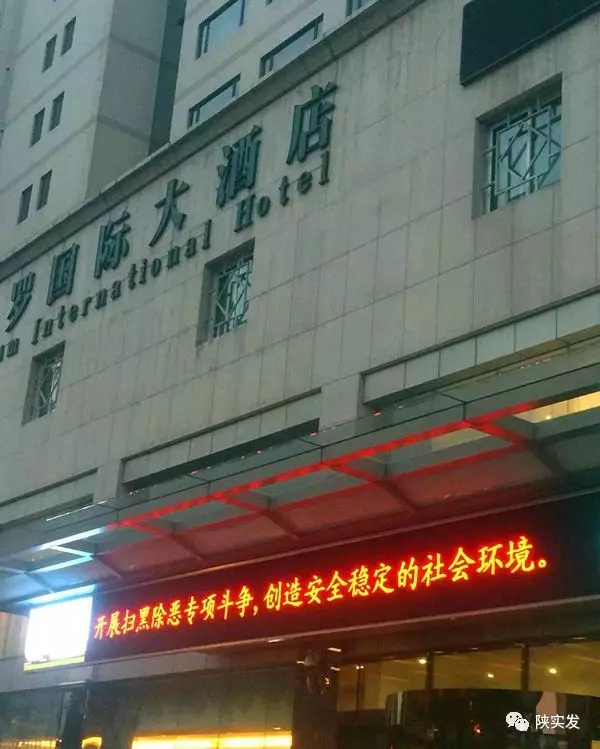 罗国际大酒店
International Hotel
开展扫黑除恶专项斗争,创造安全稳定的社会环境。
陕实发